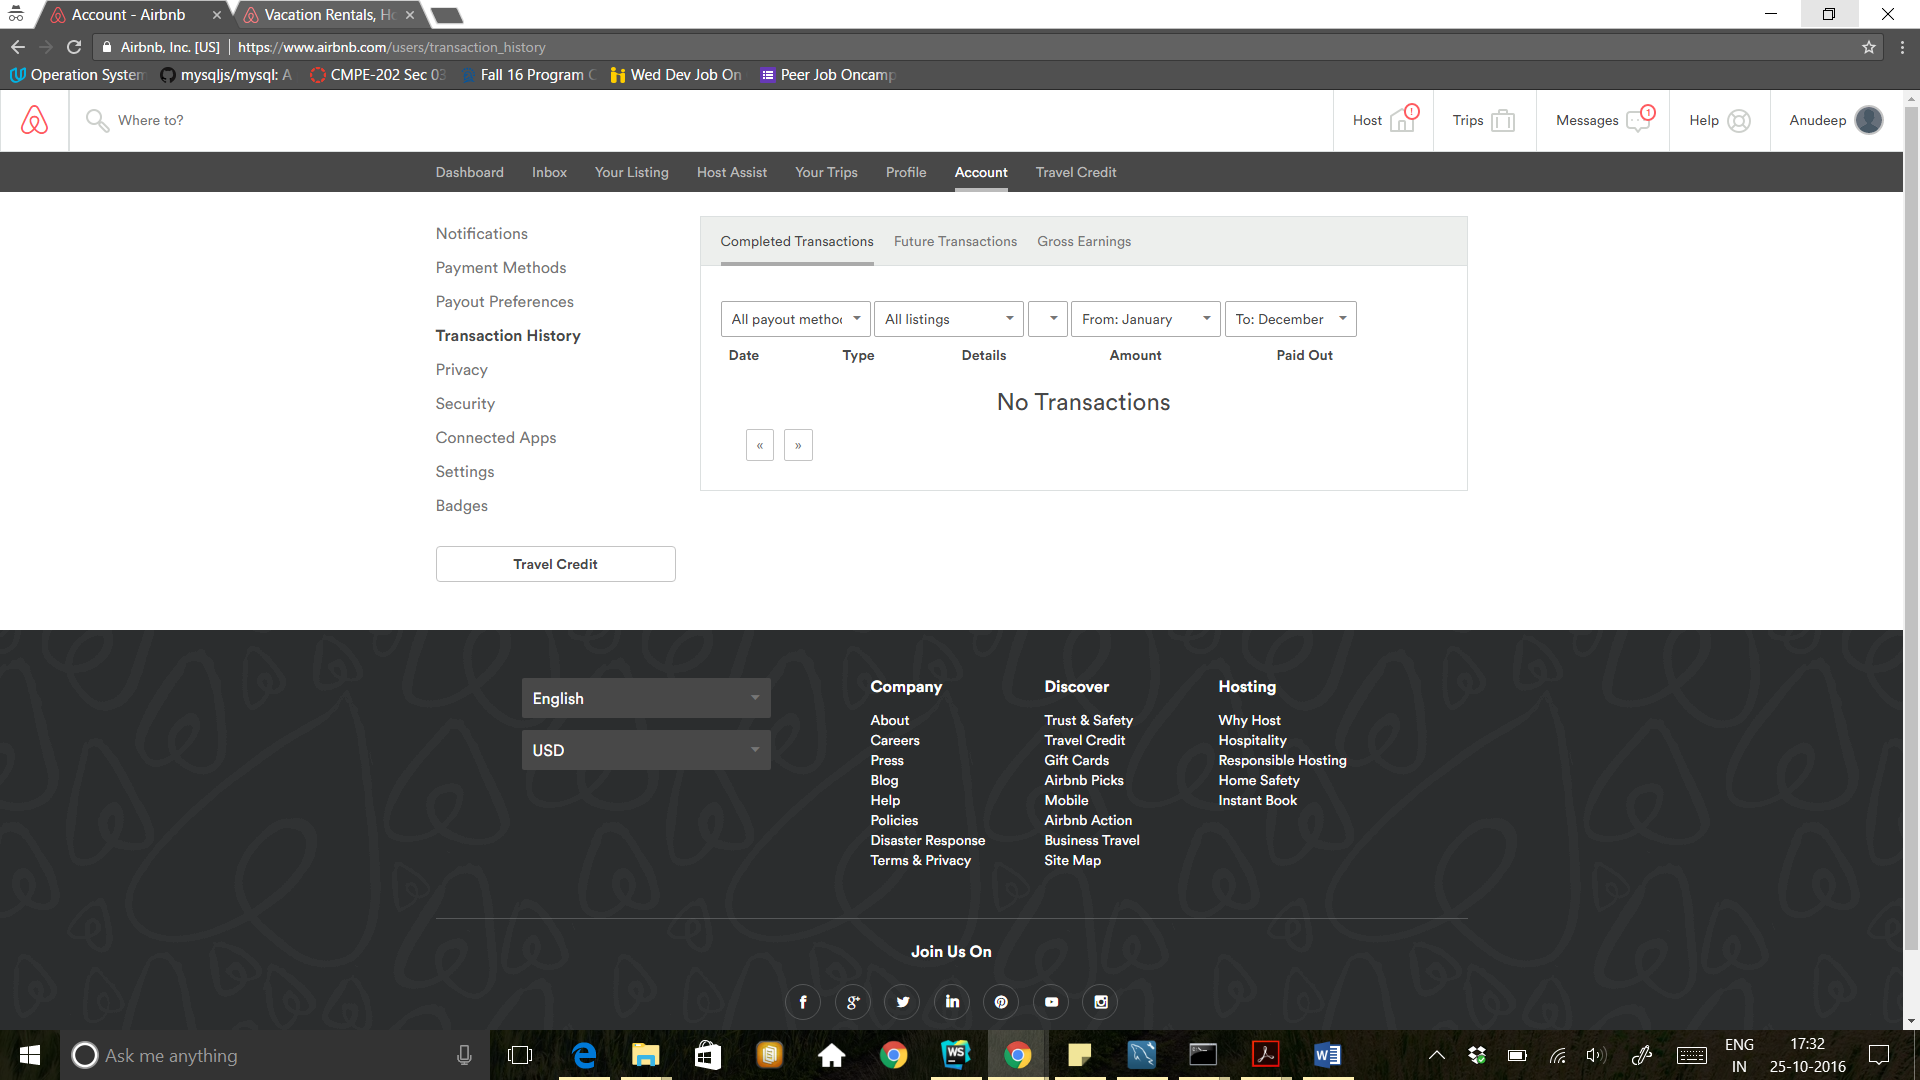 Account - Airbnb
Vacation Rentals, Ho
Airbnb, Inc. [US] https://www.airbnb.com/users/transaction_history
Operation System mysqljs/mysql: A CMPE-202 Sec 03 Fall 16 Program C Wed Dev Job On Peer Job Oncamp
Where to?
Host ! Trips Messages 1 Help Anudeep
Dashboard Inbox Your Listing Host Assist Your Trips Profile Account Travel Credit
Notifications
Payment Methods
Payout Preferences
Transaction History
Privacy
Security
Connected Apps
Settings
Badges
Travel Credit
Completed Transactions Future Transactions Gross Earnings
All payout metho All listings From: January To: December
Date Type Details Amount Paid Out
No Transactions
« »
English
USD
Company
About
Careers
Press
Blog
Help
Policies
Disaster Response
Terms & Privacy
Discover
Trust & Safety
Travel Credit
Gift Cards
Airbnb Picks
Mobile
Airbnb Action
Business Travel
Site Map
Hosting
Why Host
Hospitality
Responsible Hosting
Home Safety
Instant Book
Join Us On
f g+ in
Ask me anything
WS
W
ENG
IN
17:32
25-10-2016